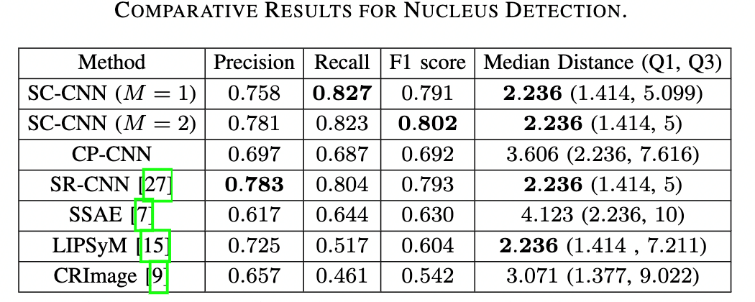 COMPARATIVE RESULTS FOR NUCLEUS DETECTION.
Method Precision Recall F1 score Median Distance (Q1, Q3)
SC-CNN (M = 1) 0.758 0.827 0.791 2.236 (1.414, 5.099)
SC-CNN (M = 2) 0.781 0.823 0.802 2.236 (1.414, 5)
CP-CNN 0.697 0.687 0.692 3.606 (2.236, 7.616)
SR-CNN [27] 0.783 0.804 0.793 2.236 (1.414, 5)
SSAE [7] 0.617 0.644 0.630 4.123 (2.236, 10)
LIPSyM [15] 0.725 0.517 0.604 2.236 (1.414 , 7.211)
CRImage [9] 0.657 0.461 0.542 3.071 (1.377, 9.022)